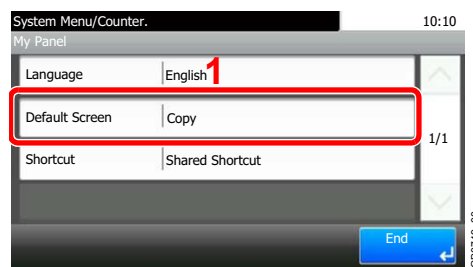 System Menu/Counter. 10:10
My Panel
Language English 1
Default Screen Copy
1/1
Shortcut Shared Shortcut
End